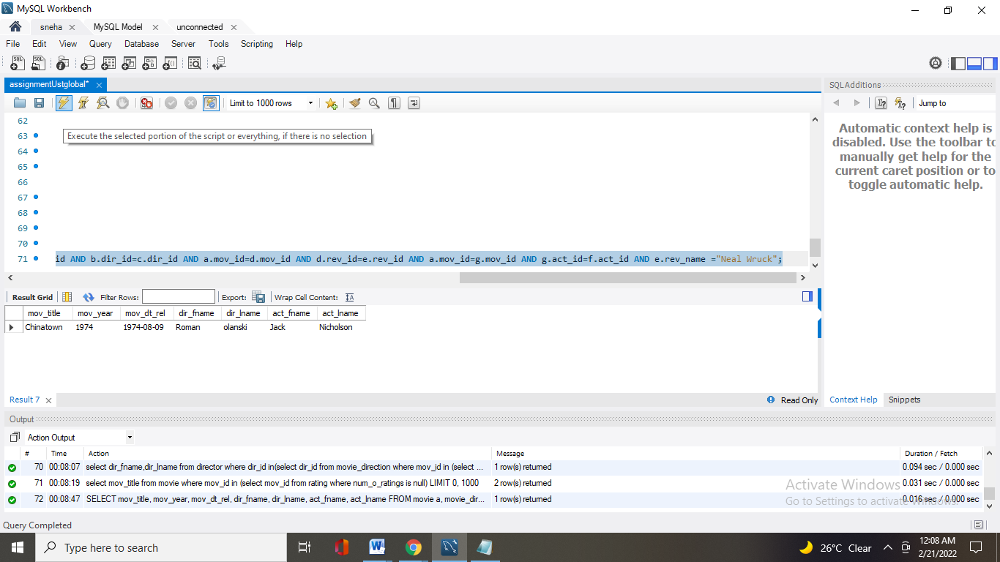 MySQL Workbench
sneha
MySQL Model
unconnected
File Edit View Query Database Server Tools Scripting Help
assignmentUstglobal*
SQLAdditions
Limit to 1000 rows
Jump to
62
63
Execute the selected portion of the script or everything, if there is no selection
64
65
66
67
68
69
70
71 id AND b.dir_id=c.dir_id AND a.mov_id=d.mov_id AND d.rev_id=e.rev_id AND a.mov_id=g.mov_id AND g.act_id=f.act_id AND e.rev_name ="Neal Wruck";
Automatic context help is
disabled. Use the toolbar to
manually get help for the
current caret position or to
toggle automatic help.
Result Grid Filter Rows: Export: Wrap Cell Content:
mov_title mov_year mov_dt_rel dir_fname dir_lname act_fname act_lname
Chinatown 1974 1974-08-09 Roman olanski Jack Nicholson
Result 7
Read Only
Context Help Snippets
Output
Action Output
# Time Action Message Duration / Fetch
70 00:08:07 select dir_fname,dir_lname from director where dir_id in(select dir_id from movie_direction where mov_id in (select ... 1 row(s) returned 0.094 sec / 0.000 sec
71 00:08:19 select mov_title from movie where mov_id in (select mov_id from rating where num_o_ratings is null) LIMIT 0, 1000 2 row(s) returned 0.031 sec / 0.000 sec
72 00:08:47 SELECT mov_title, mov_year, mov_dt_rel, dir_fname, dir_lname, act_fname, act_lname FROM movie a, movie_dir... 1 row(s) returned 0.016 sec / 0.000 sec
Activate Windows
Go to Settings to activate Windows.
Query Completed
Type here to search
26°C Clear
12:08 AM
2/21/2022